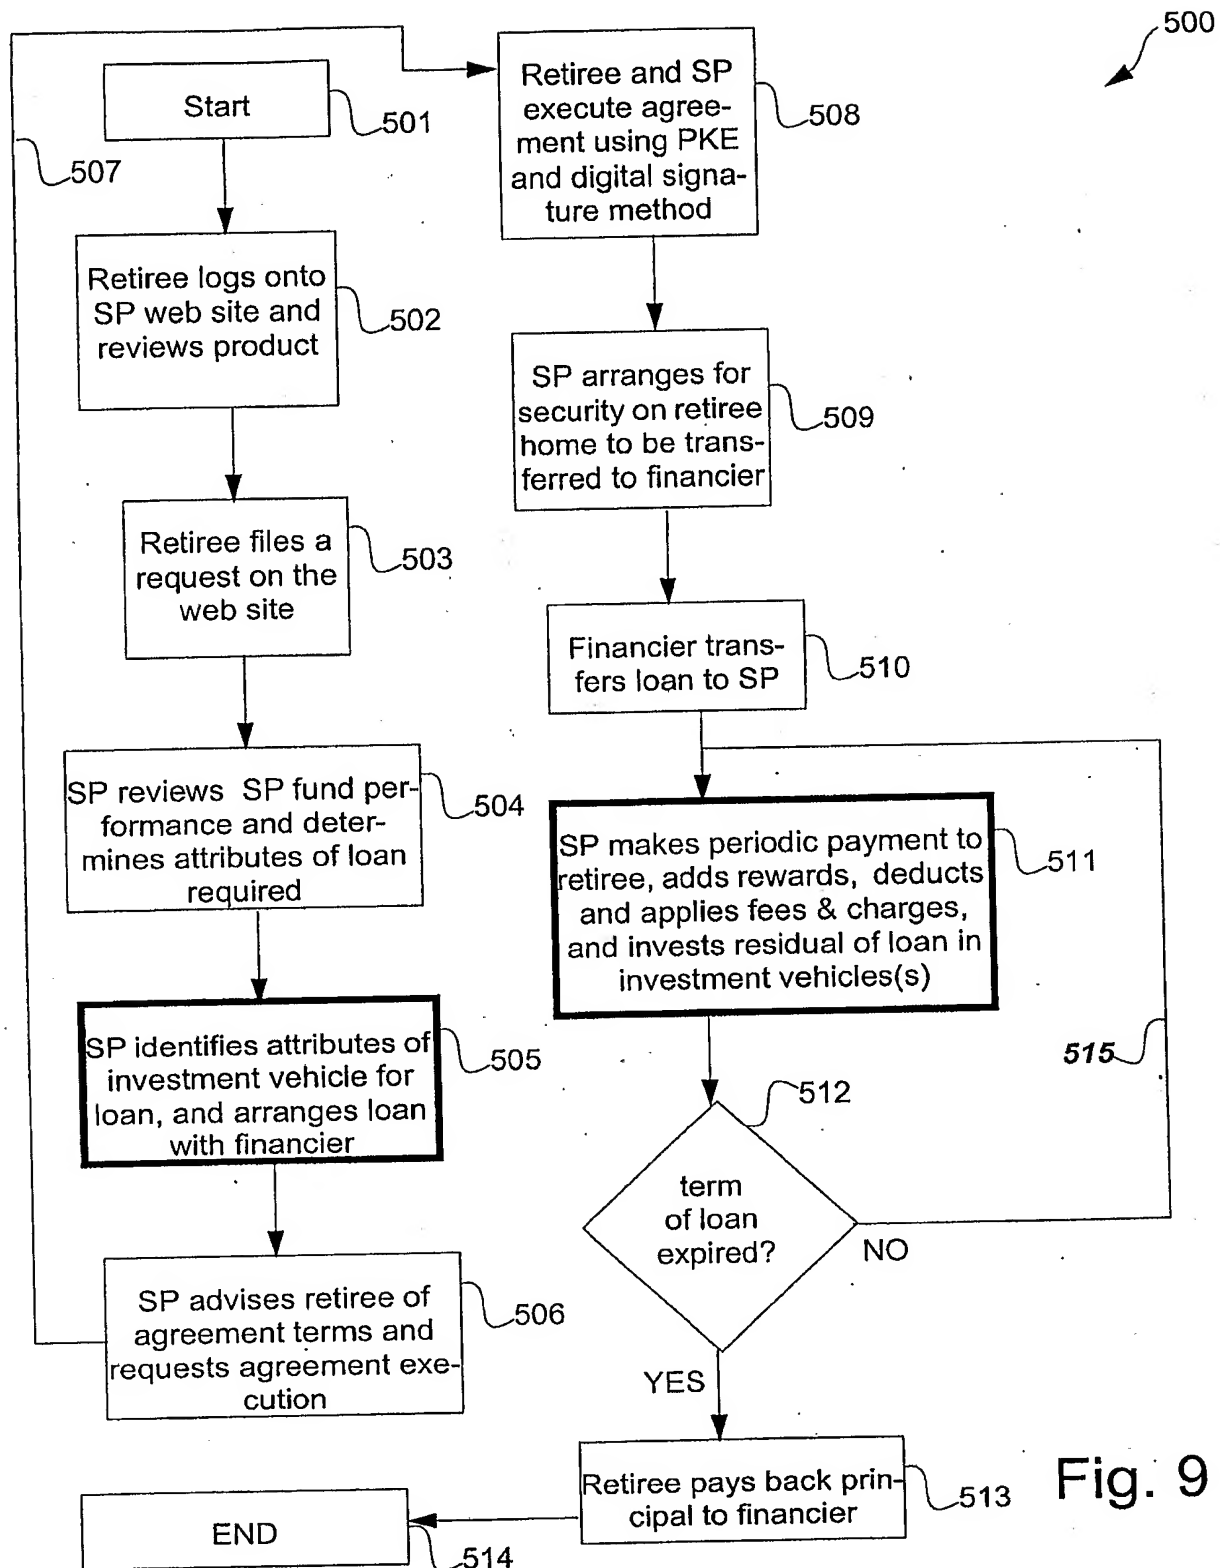 500
Start
501
507
Retiree logs onto
SP web site and
reviews product
502
Retiree files a
request on the
web site
503
SP reviews SP fund per-
formance and deter-
mines attributes of loan
required
504
SP identifies attributes of
investment vehicle for
loan, and arranges loan
with financier
505
SP advises retiree of
agreement terms and
requests agreement exe-
cution
506
Retiree and SP
execute agree-
ment using PKE
and digital signa-
ture method
508
SP arranges for
security on retiree
home to be trans-
ferred to financier
509
Financier trans-
fers loan to SP
510
SP makes periodic payment to
retiree, adds rewards, deducts
and applies fees & charges,
and invests residual of loan in
investment vehicles(s)
511
515
512
term
of loan
expired?
NO
YES
Retiree pays back prin-
cipal to financier
513
END
514
Fig. 9